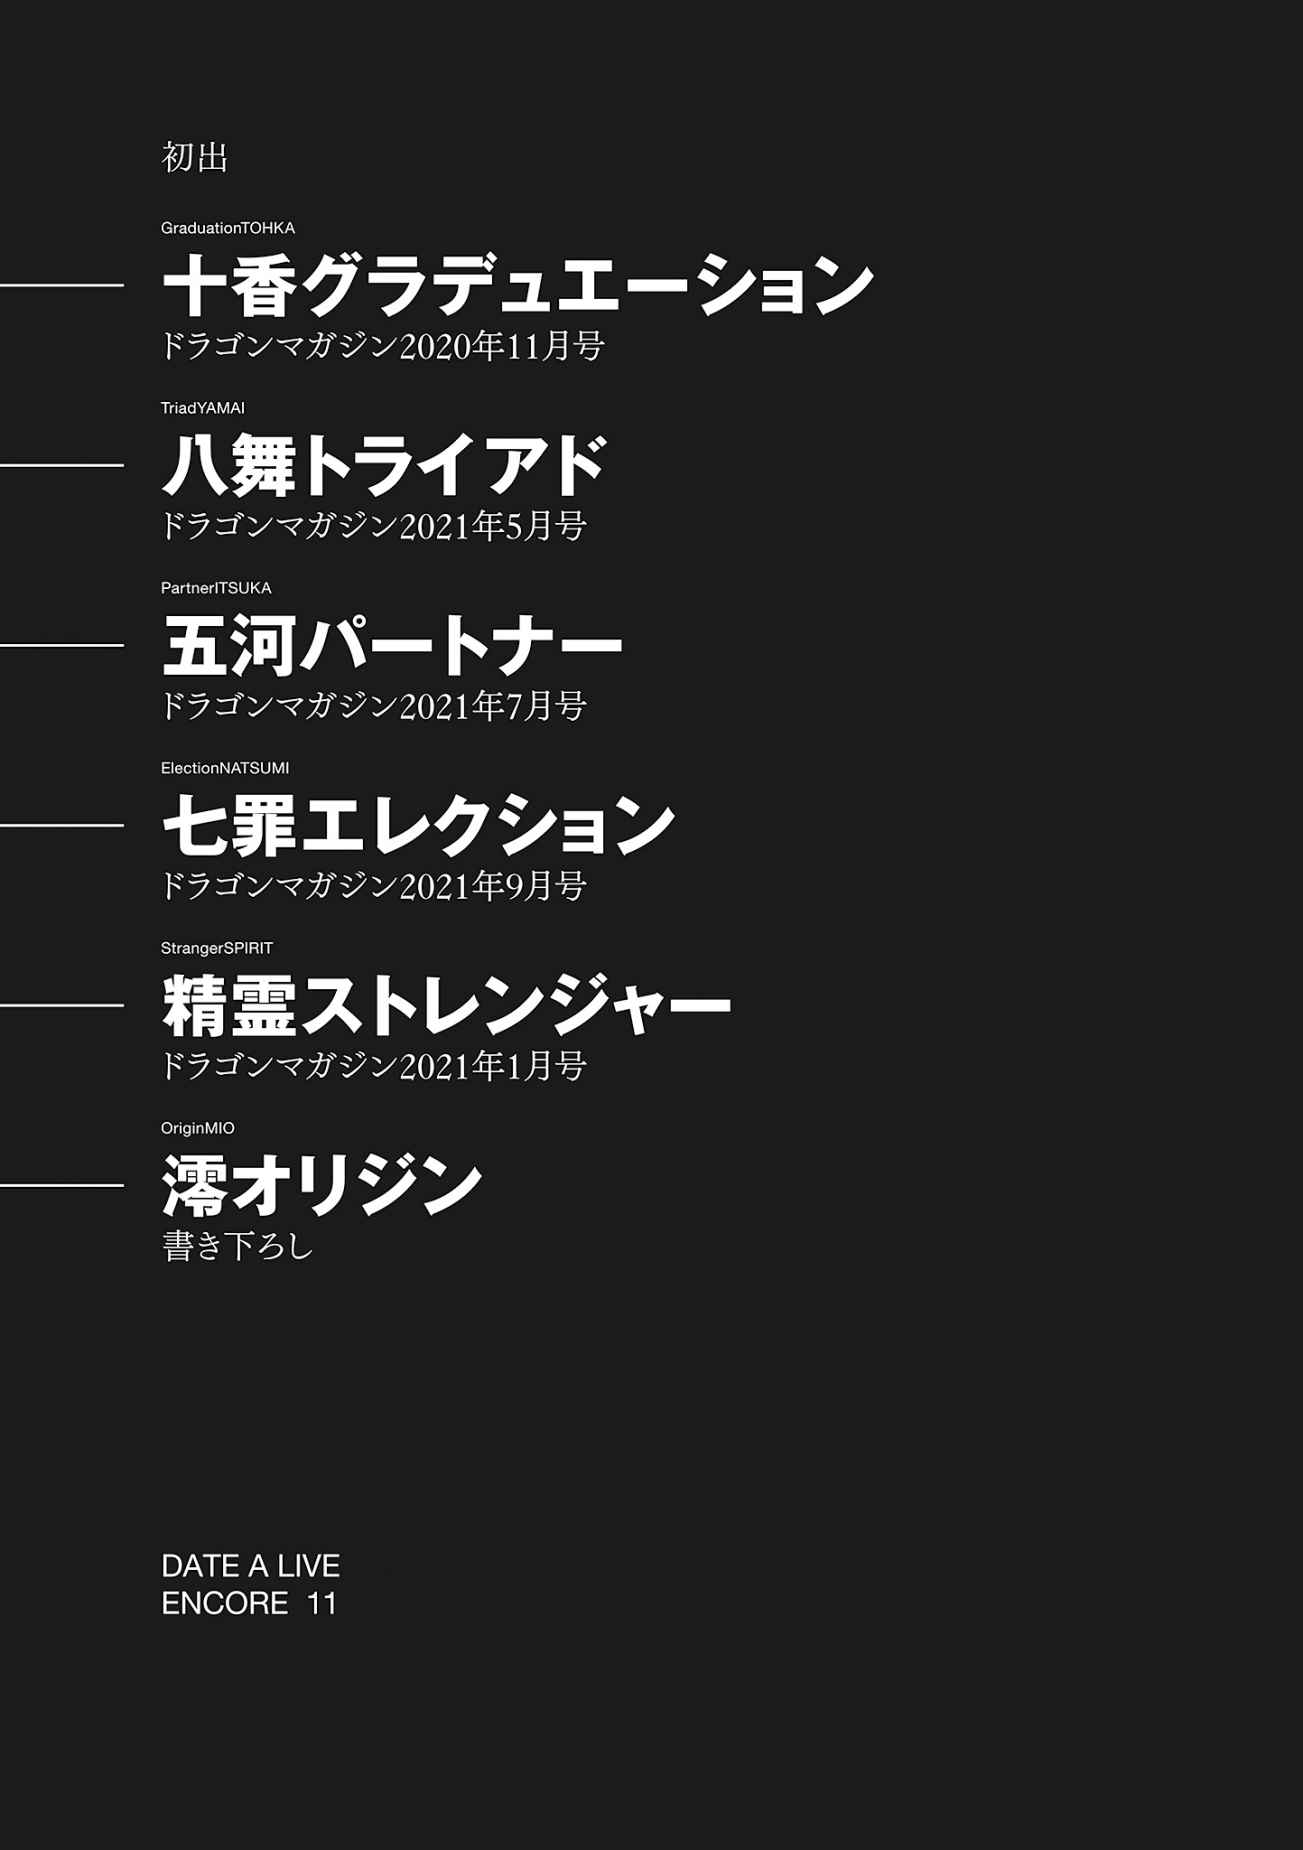 初出
GraduationTOHKA
十香グラデュエーション
ドラゴンマガジン2020年11月号
TriadYAMAI
八舞トライアド
ドラゴンマガジン2021年5月号
PartnerITSUKA
五河パートナー
ドラゴンマガジン2021年7月号
ElectionNATSUMI
七罪エレクション
ドラゴンマガジン2021年9月号
StrangerSPIRIT
精霊ストレンジャー
ドラゴンマガジン2021年1月号
OriginMIO
澪オリジン
書き下ろし
DATE A LIVE
ENCORE 11